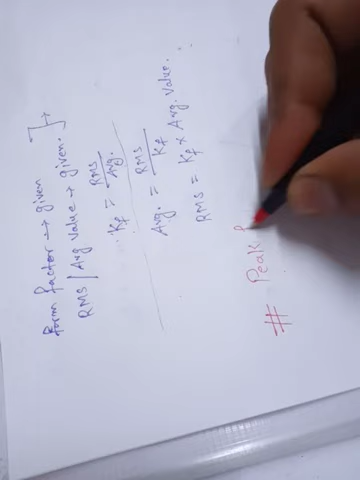 form factor → given
RMS / Avg Value → given. ] →
∴ Kf = RMS / Avg.
Avg. = RMS / Kf
RMS = Kf × Avg. Value.
# Peak f